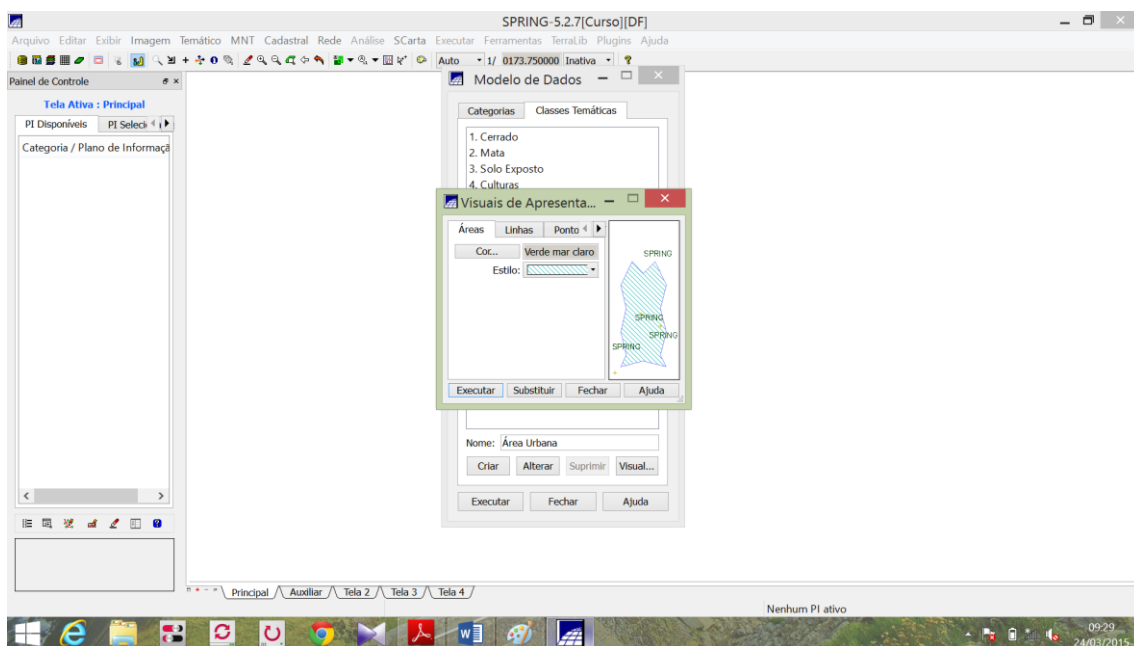 SPRING-5.2.7[Curso][DF]
Arquivo Editar Exibir Imagem Temático MNT Cadastral Rede Análise SCarta Executar Ferramentas TerraLib Plugins Ajuda
Auto 1/ 0173.750000 Inativa
Painel de Controle
Tela Ativa : Principal
PI Disponíveis PI Seleci
Categoria / Plano de Informaçã
Modelo de Dados
Categorias Classes Temáticas
1. Cerrado
2. Mata
3. Solo Exposto
4. Culturas
Visuais de Apresenta...
Áreas Linhas Ponto
Cor... Verde mar claro
Estilo:
SPRING
SPRING
SPRING
SPRING
Executar Substituir Fechar Ajuda
Nome: Área Urbana
Criar Alterar Suprimir Visual...
Executar Fechar Ajuda
Principal Auxiliar Tela 2 Tela 3 Tela 4
Nenhum PI ativo
09:29
24/03/2015